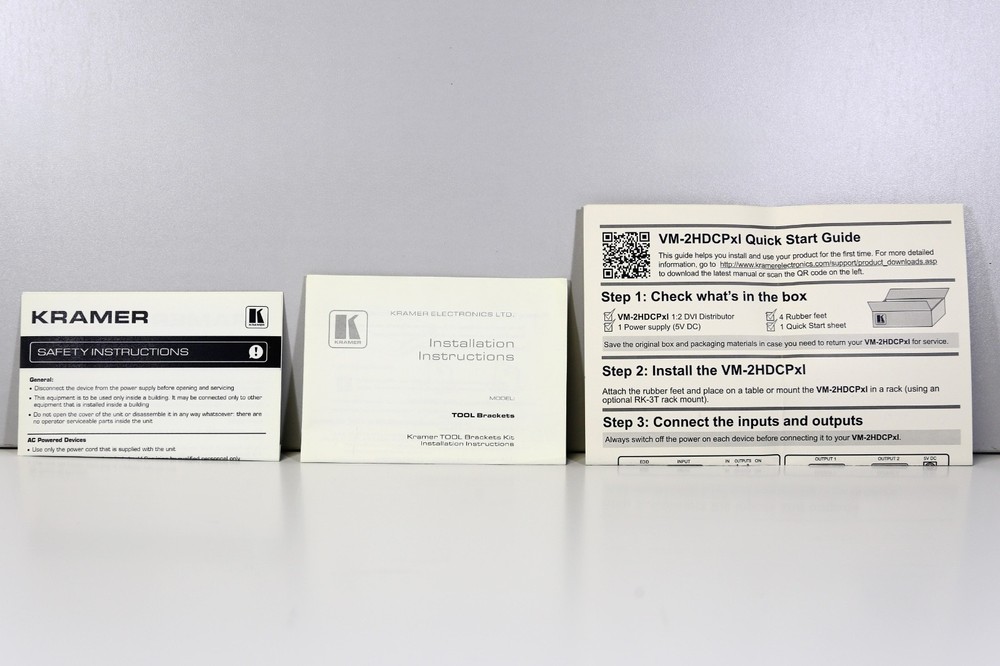 KRAMER
KRAMER
SAFETY INSTRUCTIONS
General:
• Disconnect the device from the power supply before opening and servicing
• This equipment is to be used only inside a building. It may be connected only to other
equipment that is installed inside a building
• Do not open the cover of the unit or disassemble it in any way whatsoever: there are
no operator serviceable parts inside the unit
AC Powered Devices
• Use only the power cord that is supplied with the unit
to qualified personnel only
K
KRAMER
KRAMER ELECTRONICS LTD.
Installation
Instructions
MODEL:
TOOL Brackets
Kramer TOOL Brackets Kit
Installation Instructions
VM-2HDCPxl Quick Start Guide
This guide helps you install and use your product for the first time. For more detailed
information, go to http://www.kramerelectronics.com/support/product_downloads.asp
to download the latest manual or scan the QR code on the left.
Step 1: Check what's in the box
VM-2HDCPxl 1:2 DVI Distributor
1 Power supply (5V DC)
4 Rubber feet
1 Quick Start sheet
Save the original box and packaging materials in case you need to return your VM-2HDCPxl for service.
Step 2: Install the VM-2HDCPxl
Attach the rubber feet and place on a table or mount the VM-2HDCPxl in a rack (using an
optional RK-3T rack mount).
Step 3: Connect the inputs and outputs
Always switch off the power on each device before connecting it to your VM-2HDCPxl.
EDID INPUT IN OUTPUTS ON
OUTPUT 1 OUTPUT 2 5V DC